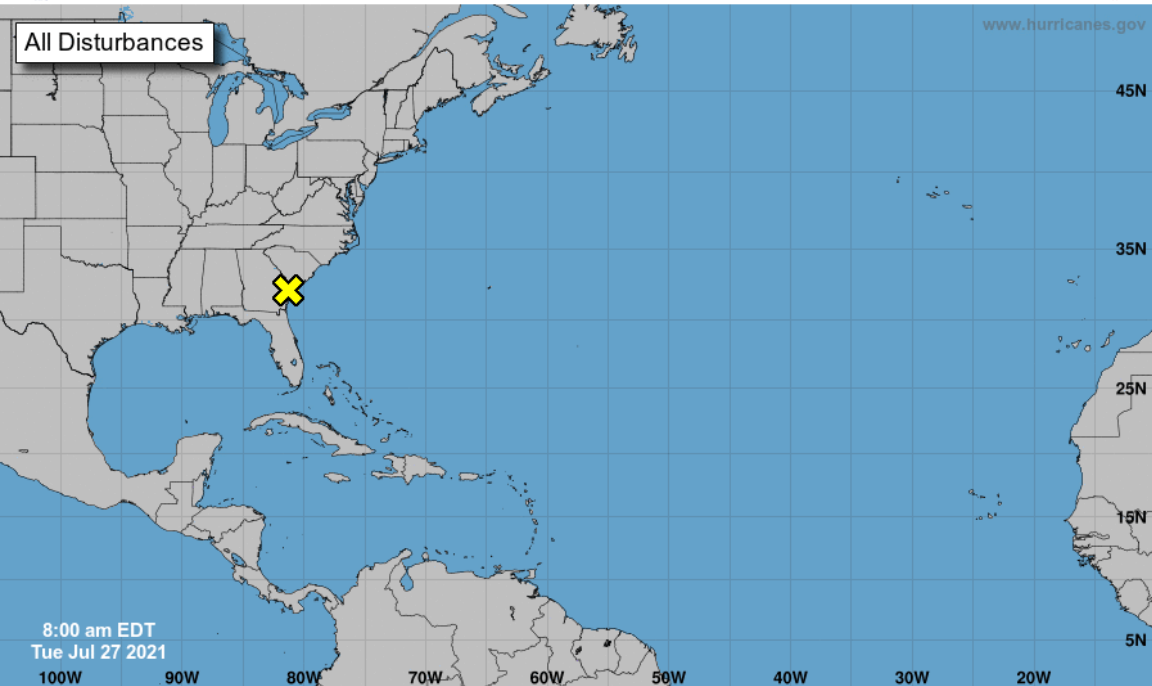 All Disturbances
www.hurricanes.gov
45N
35N
25N
15N
5N
8:00 am EDT
Tue Jul 27 2021
100W 90W 80W 70W 60W 50W 40W 30W 20W